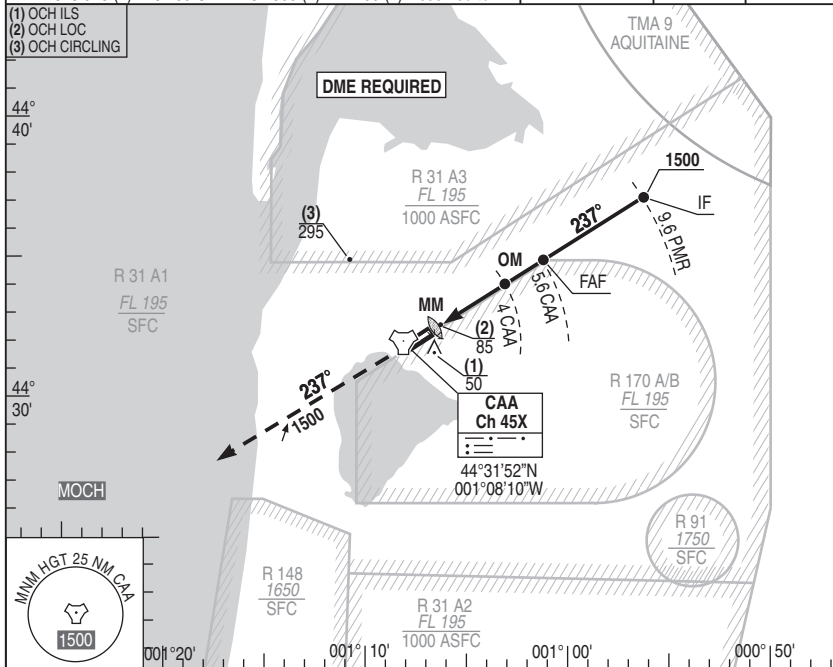 (1) OCH ILS
(2) OCH LOC
(3) OCH CIRCLING
TMA 9
AQUITAINE
DME REQUIRED
44°
40'
R 31 A3
FL 195
1000 ASFC
1500
IF
237°
9.6 PMR
(3)
295
OM
FAF
5.6 CAA
4 CAA
R 31 A1
FL 195
SFC
MM
(2)
85
(1)
50
R 170 A/B
FL 195
SFC
44°
30'
237°
1500
CAA
Ch 45X
44°31'52"N
001°08'10"W
MOCH
R 91
1750
SFC
MNM HGT 25 NM CAA
1500
R 148
1650
SFC
R 31 A2
FL 195
1000 ASFC
001°20'
001°10'
001°00'
000°50'